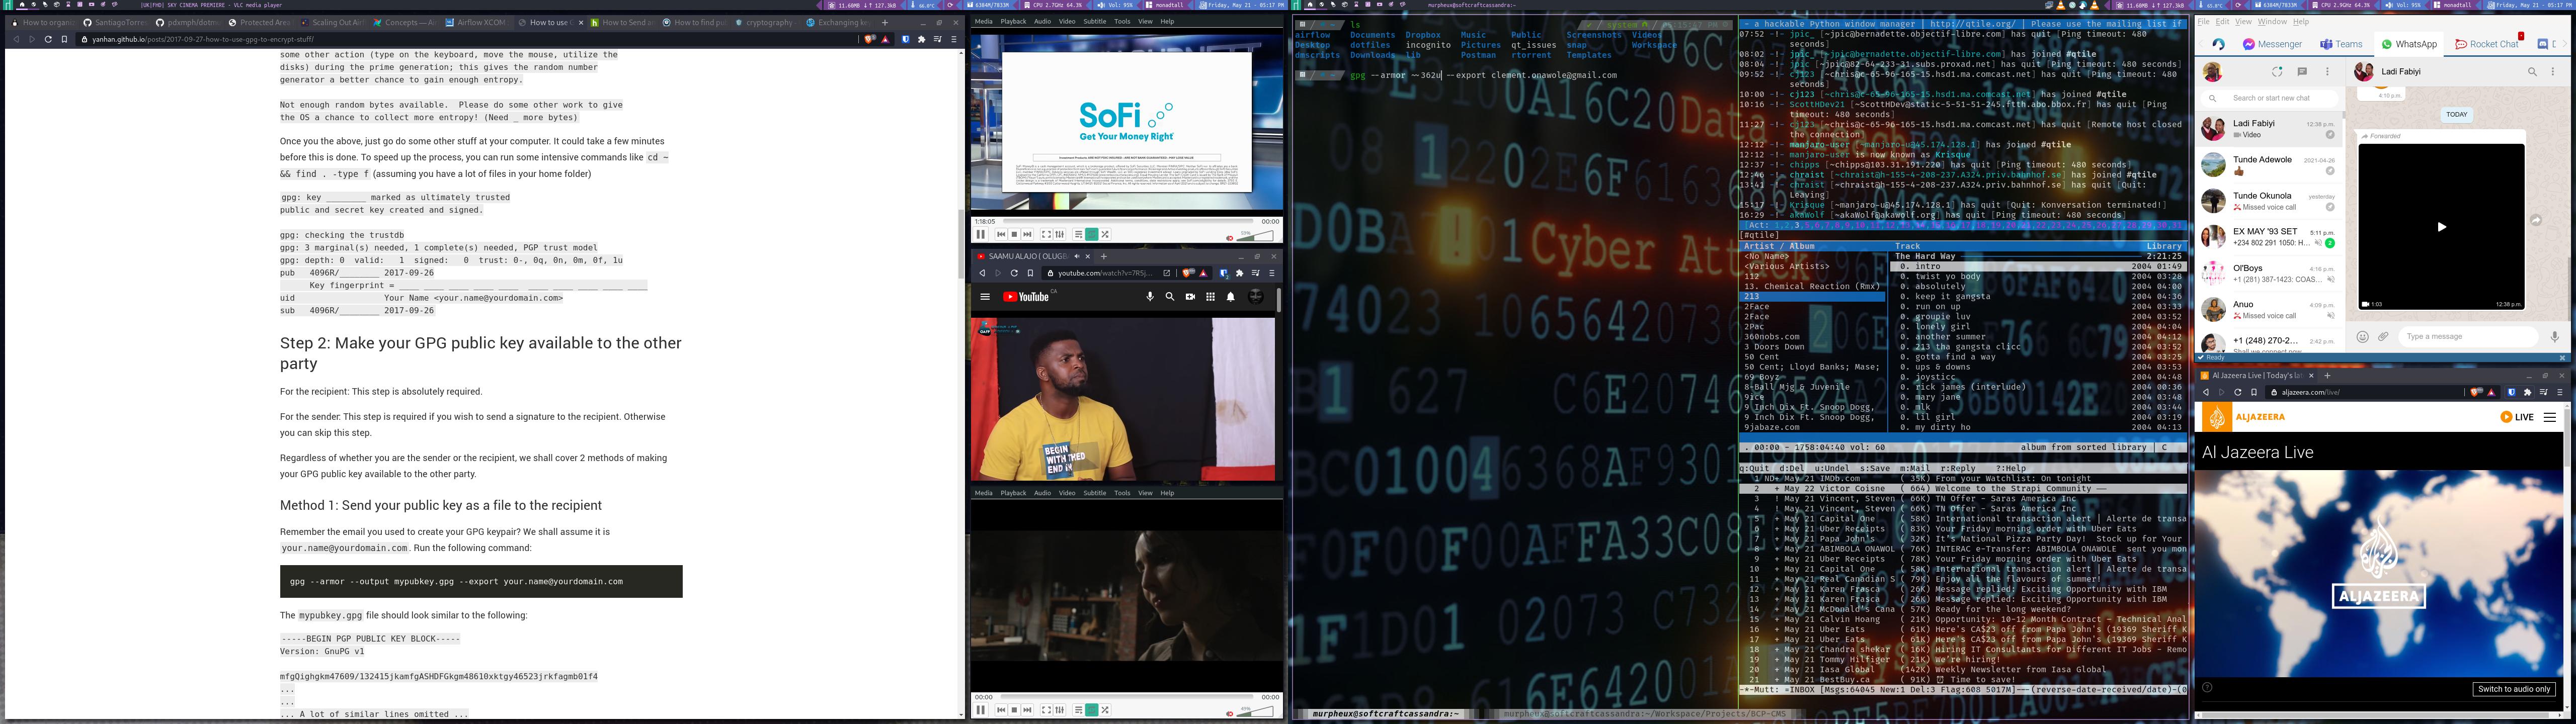 [UK|FHD] SKY CINEMA PREMIERE - VLC media player
11.66MB ↓↑ 127.3kB
6384M/7833M
CPU 2.7GHz 64.3%
Vol: 95%
monadtall
Friday, May 21 - 05:17 PM
murpheux@softcraftcassandra:~
11.66MB ↓↑ 127.3kB
6384M/7833M
CPU 2.9GHz 64.3%
Vol: 95%
monadtall
Friday, May 21 - 05:17 PM
How to organi
SantiagoTorres
pdxmph/dotm
Protected Area
Scaling Out Air
Concepts — Ai
Airflow XCOM
How to use G
How to Send an
How to find pu
cryptography -
Exchanging key
yanhan.github.io/posts/2017-09-27-how-to-use-gpg-to-encrypt-stuff/
some other action (type on the keyboard, move the mouse, utilize the
disks) during the prime generation; this gives the random number
generator a better chance to gain enough entropy.
Not enough random bytes available. Please do some other work to give
the OS a chance to collect more entropy! (Need _ more bytes)
Once you the above, just go do some other stuff at your computer. It could take a few minutes
before this is done. To speed up the process, you can run some intensive commands like cd ~
&& find . -type f (assuming you have a lot of files in your home folder)
gpg: key ________ marked as ultimately trusted
public and secret key created and signed.
gpg: checking the trustdb
gpg: 3 marginal(s) needed, 1 complete(s) needed, PGP trust model
gpg: depth: 0 valid: 1 signed: 0 trust: 0-, 0q, 0n, 0m, 0f, 1u
pub 4096R/________ 2017-09-26
Key fingerprint = ____ ____ ____ ____ ____ ____ ____ ____ ____ ____
uid Your Name <your.name@yourdomain.com>
sub 4096R/________ 2017-09-26
Step 2: Make your GPG public key available to the other
party
For the recipient: This step is absolutely required.
For the sender: This step is required if you wish to send a signature to the recipient. Otherwise
you can skip this step.
Regardless of whether you are the sender or the recipient, we shall cover 2 methods of making
your GPG public key available to the other party.
Method 1: Send your public key as a file to the recipient
Remember the email you used to create your GPG keypair? We shall assume it is
your.name@yourdomain.com. Run the following command:
gpg --armor --output mypubkey.gpg --export your.name@yourdomain.com
The mypubkey.gpg file should look similar to the following:
-----BEGIN PGP PUBLIC KEY BLOCK-----
Version: GnuPG v1
mfgQighgkm47609/132415jkamfgASHDFGkgm48610xktgy46523jrkfagmb01f4
...
...
... A lot of similar lines omitted ...
Media Playback Audio Video Subtitle Tools View Help
SoFi
Get Your Money Right
1:18:05
00:00
SAAMU ALAJO ( OLUGB
youtube.com/watch?v=7RSj...
YouTube CA
BEGIN
WITH THE
END IN
Media Playback Audio Video Subtitle Tools View Help
00:00
00:00
ls
system
airflow Documents Dropbox Music Public Screenshots Videos
Desktop dotfiles incognito Pictures qt_issues snap Workspace
dmscripts Downloads lib Postman rtorrent Templates
gpg --armor ~~362u --export clement.onawole@gmail.com
Cyber Att
~ a hackable Python window manager | http://qtile.org/ | Please use the mailing list if
07:52 -!- jpic_ [~jpic@bernadette.objectif-libre.com] has quit [Ping timeout: 480
seconds]
08:02 -!- jpic_ [~jpic@bernadette.objectif-libre.com] has joined #qtile
08:04 -!- jpic [~jpic@82-64-233-31.subs.proxad.net] has quit [Ping timeout: 480 seconds]
09:52 -!- cj123 [~chris@c-65-96-165-15.hsd1.ma.comcast.net] has quit [Ping timeout: 480
seconds]
10:00 -!- cj123 [~chris@c-65-96-165-15.hsd1.ma.comcast.net] has joined #qtile
10:16 -!- ScottHDev21 [~ScottHDev@static-5-51-51-245.ftth.abo.bbox.fr] has quit [Ping
timeout: 480 seconds]
11:27 -!- cj123 [~chris@c-65-96-165-15.hsd1.ma.comcast.net] has quit [Remote host closed
the connection]
12:12 -!- manjaro-user [~manjaro-u@45.174.128.1] has joined #qtile
12:12 -!- manjaro-user is now known as Krisque
12:37 -!- chipps [~chipps@103.31.191.220] has quit [Ping timeout: 480 seconds]
12:46 -!- chraist [~chraist@h-155-4-208-237.A324.priv.bahnhof.se] has joined #qtile
13:41 -!- chraist [~chraist@h-155-4-208-237.A324.priv.bahnhof.se] has quit [Quit:
Leaving]
15:17 -!- Krisque [~manjaro-u@45.174.128.1] has quit [Quit: Konversation terminated!]
16:29 -!- akaWolf [~akaWolf@akawolf.org] has quit [Ping timeout: 480 seconds]
[#qtile]
Artist / Album Track Library
<No Name> The Hard Way 2:21:25
<Various Artists> 0. intro 2004 01:49
112 0. twist yo body 2004 03:28
13. Chemical Reaction (Rmx) 0. absolutely 2004 04:00
213 0. keep it gangsta 2004 04:36
2Face 0. run on up 2004 03:33
2Face 0. groupie luv 2004 03:52
2Pac 0. lonely girl 2004 04:04
360nobs.com 0. another summer 2004 04:12
3 Doors Down 0. 213 tha gangsta clicc 2004 03:52
50 Cent 0. gotta find a way 2004 03:25
50 Cent; Lloyd Banks; Mase; 0. ups & downs 2004 03:53
69 Boyz 0. joysticc 2004 04:48
8-Ball Mjg & Juvenile 0. rick james (interlude) 2004 00:36
9ice 0. mary jane 2004 03:48
9 Inch Dix Ft. Snoop Dogg, 0. mlk 2004 03:44
9 Inch Dix Ft. Snoop Dogg, 0. lil girl 2004 03:19
9jabaze.com 0. my dirty ho 2004 04:13
. 00:00 - 1758:04:40 vol: 60 album from sorted library | C
q:Quit d:Del u:Undel s:Save m:Mail r:Reply ?:Help
1 ND+ May 21 IMDb.com ( 35K) From your Watchlist: On tonight
2 + May 22 Victor Coisne ( 664) Welcome to the Strapi Community ——
3 ! May 21 Vincent, Steven ( 66K) TN Offer - Saras America Inc
4 ! May 21 Vincent, Steven ( 66K) TN Offer - Saras America Inc
5 + May 21 Capital One ( 58K) International transaction alert | Alerte de transa
6 + May 21 Uber Receipts ( 83K) Your Friday morning order with Uber Eats
7 + May 21 Papa John's ( 32K) It's National Pizza Party Day! Stock up for Your
8 + May 21 ABIMBOLA ONAWOL ( 76K) INTERAC e-Transfer: ABIMBOLA ONAWOLE sent you mon
9 + May 21 Uber Receipts ( 78K) Your Friday morning order with Uber Eats
10 + May 21 Capital One ( 58K) International transaction alert | Alerte de transa
11 + May 21 Real Canadian S ( 79K) Enjoy all the flavours of summer!
12 + May 21 Karen Frasca ( 26K) Message replied: Exciting Opportunity with IBM
13 + May 21 Karen Frasca ( 26K) Message replied: Exciting Opportunity with IBM
14 + May 21 McDonald's Cana ( 57K) Ready for the long weekend?
15 + May 21 Calvin Hoang ( 21K) Opportunity: 10-12 Month Contract - Technical Anal
16 + May 21 Uber Eats ( 61K) Here's CA$23 off from Papa John's (19369 Sheriff K
17 + May 21 Uber Eats ( 61K) Here's CA$23 off from Papa John's (19369 Sheriff K
18 + May 21 Chandra shekar ( 16K) Hiring IT Consultants for Different IT Jobs - Remo
19 + May 21 Tommy Hilfiger ( 21K) We're hiring!
20 + May 21 Iasa Global (142K) Weekly Newsletter from Iasa Global
21 + May 21 BestBuy.ca ( 91K) Time to save!
-*-Mutt: =INBOX [Msgs:64045 New:1 Del:3 Flag:608 5017M]---(reverse-date-received/date)-(0
murpheux@softcraftcassandra:~
murpheux@softcraftcassandra:~/Workspace/Projects/BCP-CMS
File Edit View Window Help
Messenger
Teams
WhatsApp
Rocket Chat
Ladi Fabiyi
4:10 p.m.
Search or start new chat
TODAY
Ladi Fabiyi 12:38 p.m.
Video
Forwarded
Tunde Adewole 2021-04-26
Tunde Okunola yesterday
Missed voice call
EX MAY '93 SET 5:11 p.m.
+234 802 291 1050: H... 2
Ol'Boys 4:16 p.m.
+1 (281) 387-1423: COAS...
Anuo 4:09 p.m.
Missed voice call
1:03 12:38 p.m.
+1 (248) 270-2... 2:42 p.m.
Type a message
Ready
Al Jazeera Live | Today's lat
aljazeera.com/live/
ALJAZEERA
LIVE
Al Jazeera Live
ALJAZEERA
Switch to audio only